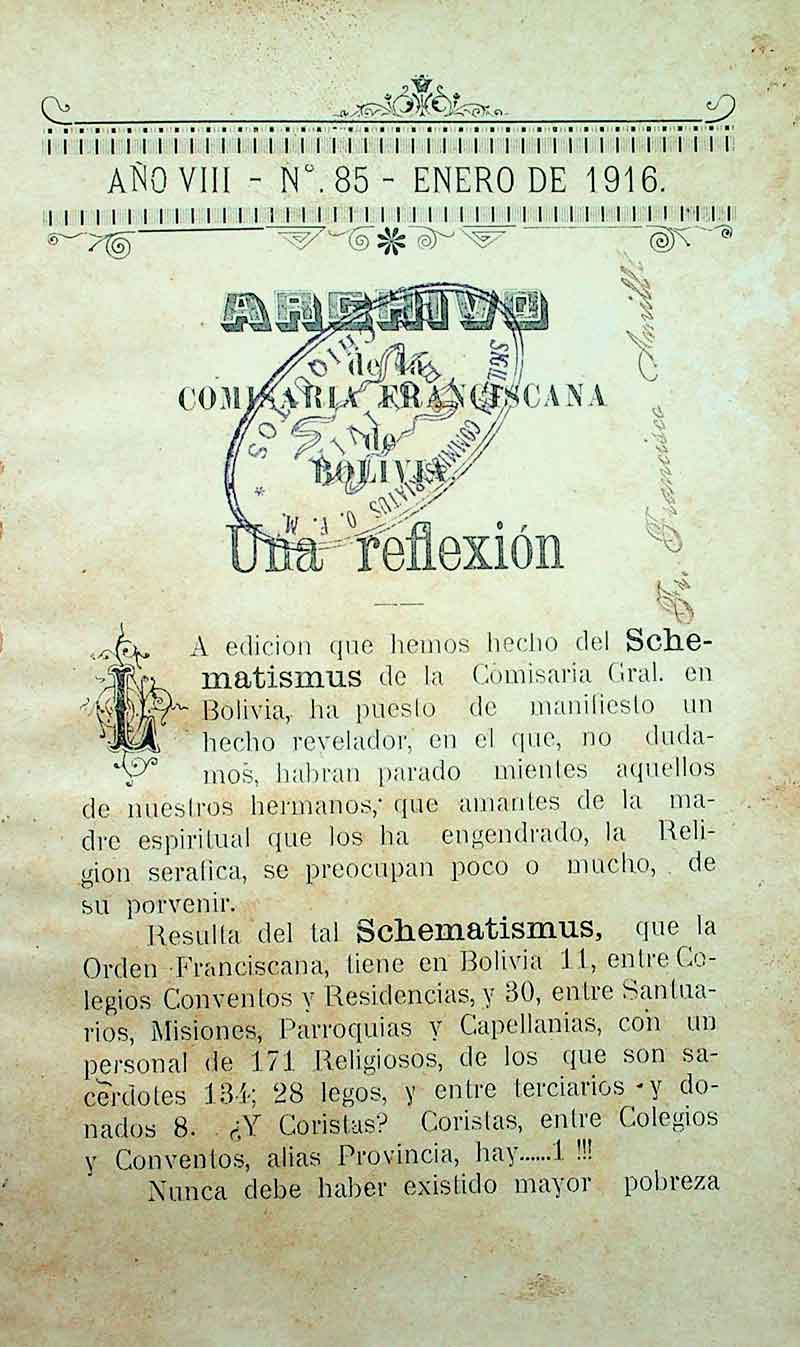 AÑO VIII - Nº. 85 - ENERO DE 1916.
ARCHIVO
de la
COMISARIA FRANCISCANA
de
BOLIVIA.
Una reflexión
LA edicion que hemos hecho del Sche-
matismus de la Comisaria Gral. en
Bolivia, ha puesto de manifiesto un
hecho revelador, en el que, no duda-
mos, habran parado mientes aquellos
de nuestros hermanos, que amantes de la ma-
dre espiritual que los ha engendrado, la Reli-
gion serafica, se preocupan poco o mucho, de
su porvenir.
Resulta del tal Schematismus, que la
Orden Franciscana, tiene en Bolivia 11, entre Co-
legios Conventos y Residencias, y 30, entre Santua-
rios, Misiones, Parroquias y Capellanias, con un
personal de 171 Religiosos, de los que son sa-
cerdotes 134; 28 legos, y entre terciarios y do-
nados 8. ¿Y Coristas? Coristas, entre Colegios
y Conventos, alias Provincia, hay......1 !!!
Nunca debe haber existido mayor pobreza
Fr. Francisco
O. F. M.